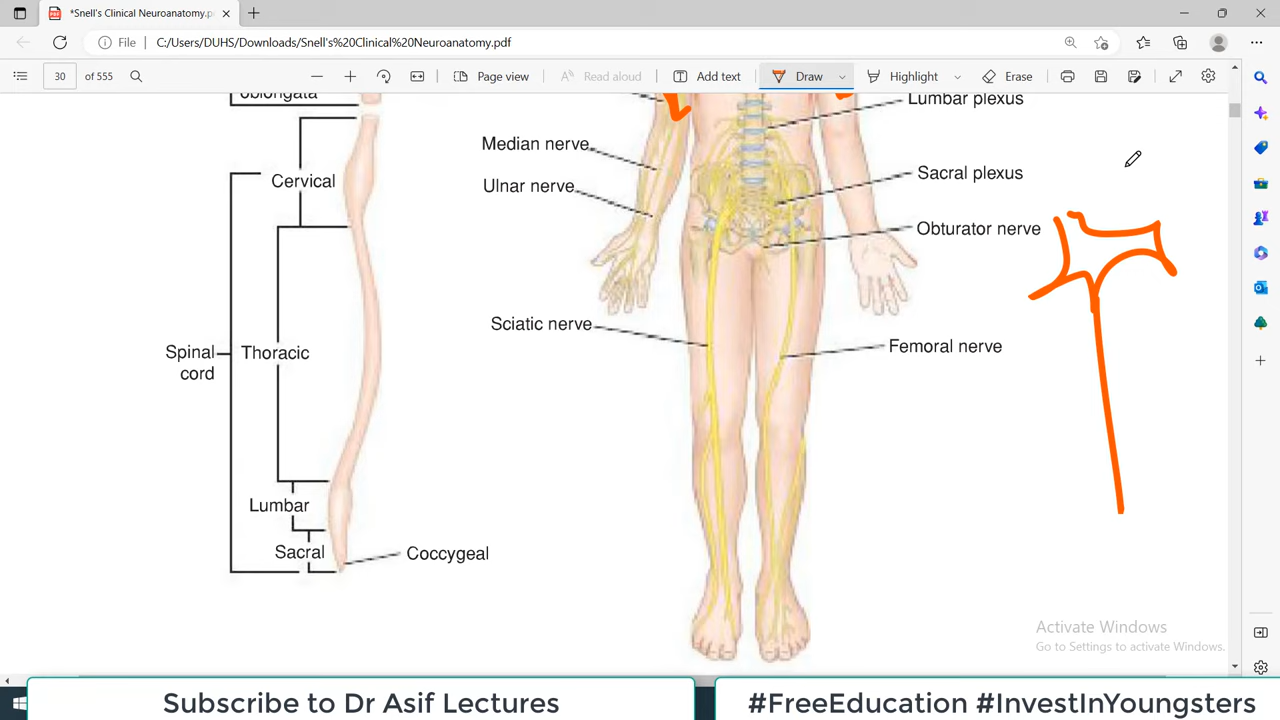 *Snell's Clinical Neuroanatomy.p
File
C:/Users/DUHS/Downloads/Snell's%20Clinical%20Neuroanatomy.pdf
30
of 555
Page view
Read aloud
Add text
Draw
Highlight
Erase
oblongata
Lumbar plexus
Median nerve
Cervical
Sacral plexus
Ulnar nerve
Obturator nerve
Sciatic nerve
Femoral nerve
Spinal
cord
Thoracic
Lumbar
Sacral
Coccygeal
Activate Windows
Go to Settings to activate Windows.
Subscribe to Dr Asif Lectures
#FreeEducation #InvestInYoungsters